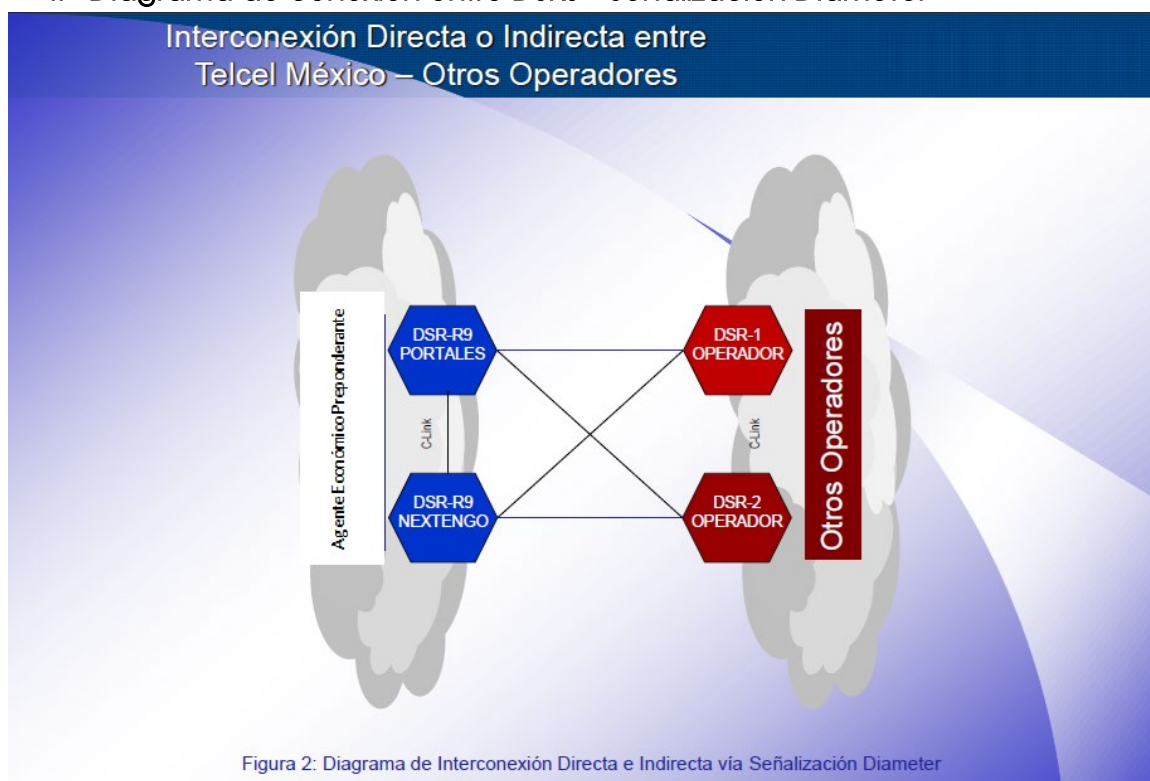 Interconexión Directa o Indirecta entre
Telcel México – Otros Operadores
Agente Económico Preponderante
DSR-R9
PORTALES
C-Link
DSR-R9
NEXTENGO
DSR-1
OPERADOR
C-Link
DSR-2
OPERADOR
Otros Operadores
Figura 2: Diagrama de Interconexión Directa e Indirecta vía Señalización Diameter